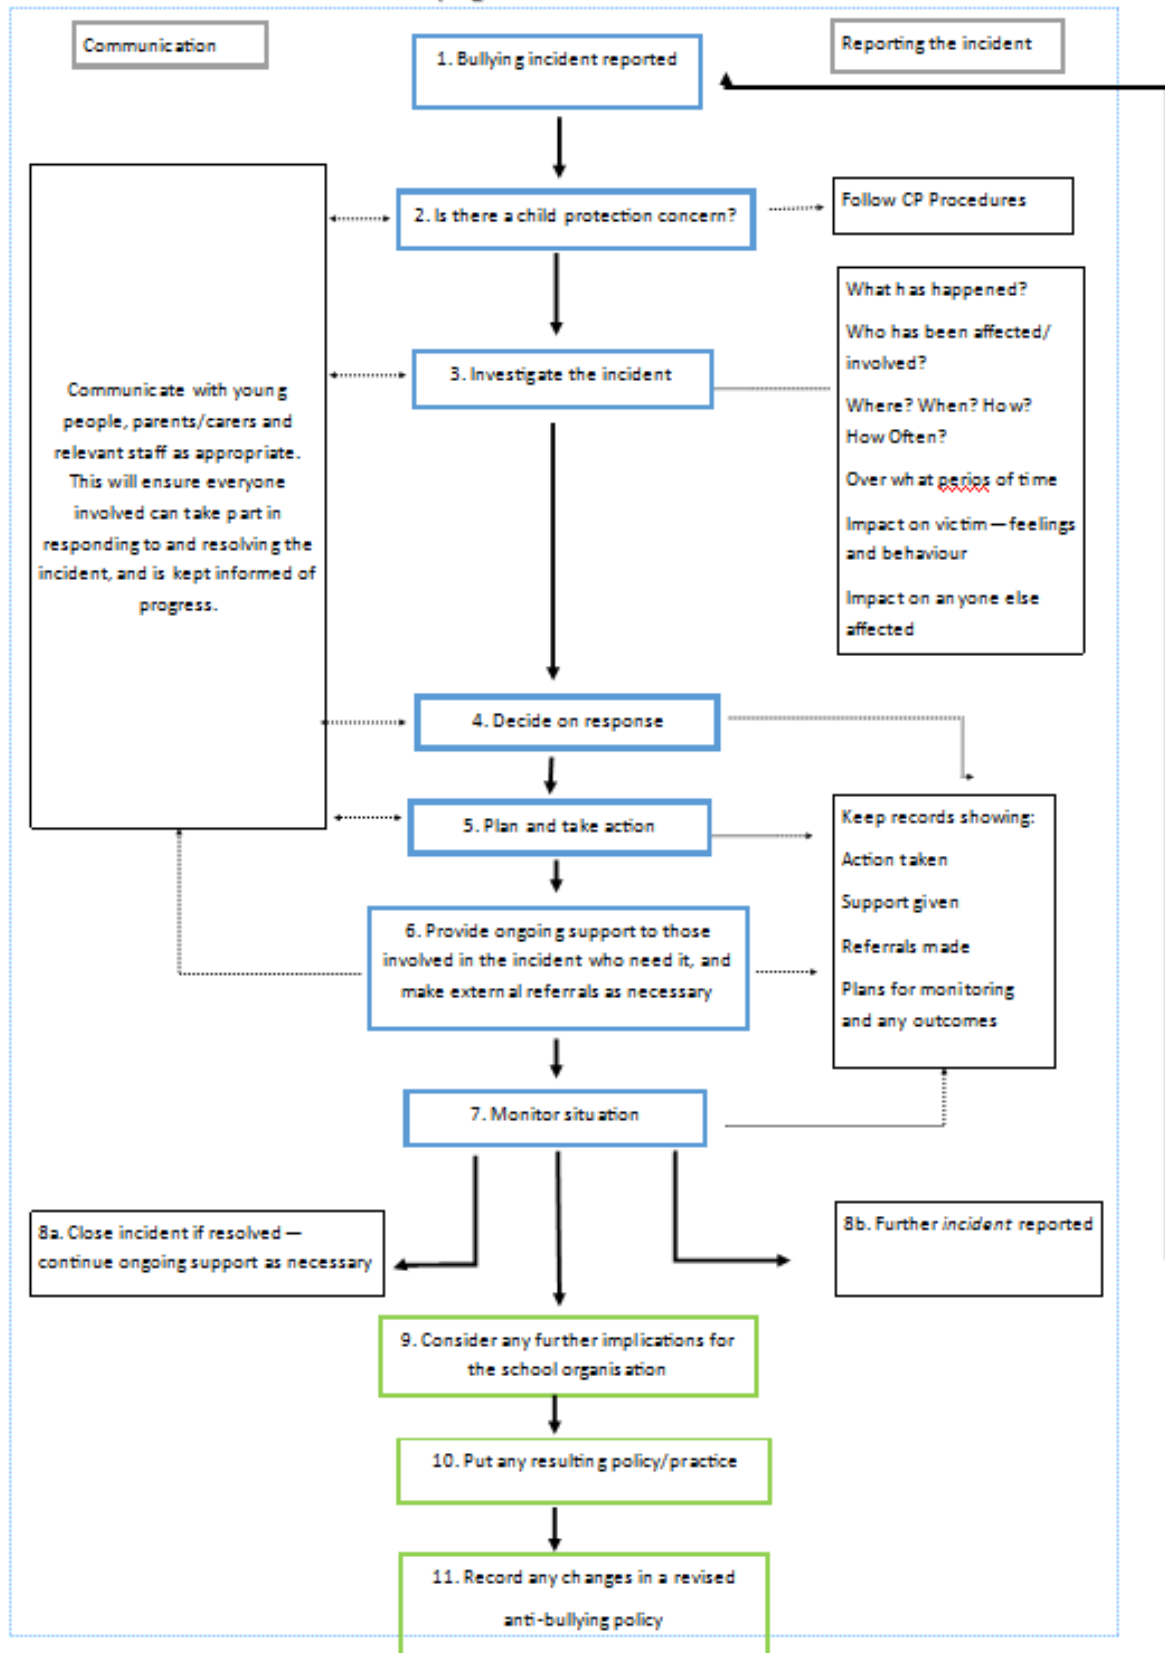 Communication
1. Bullying incident reported
Reporting the incident
2. Is there a child protection concern?
Follow CP Procedures
3. Investigate the incident
What has happened?
Who has been affected/
involved?
Where? When? How?
How Often?
Over what perios of time
Impact on victim — feelings
and behaviour
Impact on anyone else
affected
Communicate with young
people, parents/carers and
relevant staff as appropriate.
This will ensure everyone
involved can take part in
responding to and resolving the
incident, and is kept informed of
progress.
4. Decide on response
5. Plan and take action
Keep records showing:
Action taken
Support given
Referrals made
Plans for monitoring
and any outcomes
6. Provide ongoing support to those
involved in the incident who need it, and
make external referrals as necessary
7. Monitor situation
8a. Close incident if resolved —
continue ongoing support as necessary
8b. Further incident reported
9. Consider any further implications for
the school organisation
10. Put any resulting policy/practice
11. Record any changes in a revised
anti-bullying policy